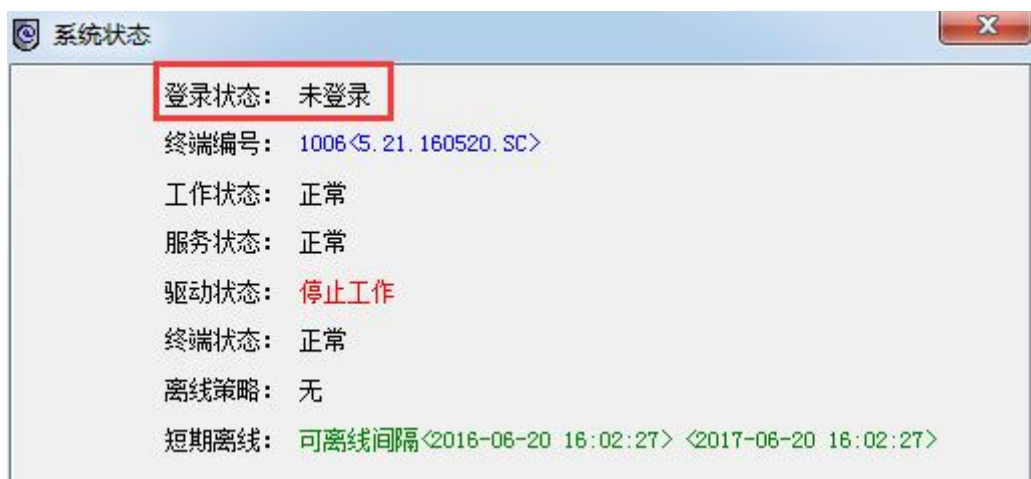 系统状态
登录状态： 未登录
终端编号： 1006<5.21.160520.SC>
工作状态： 正常
服务状态： 正常
驱动状态： 停止工作
终端状态： 正常
离线策略： 无
短期离线： 可离线间隔<2016-06-20 16:02:27> <2017-06-20 16:02:27>